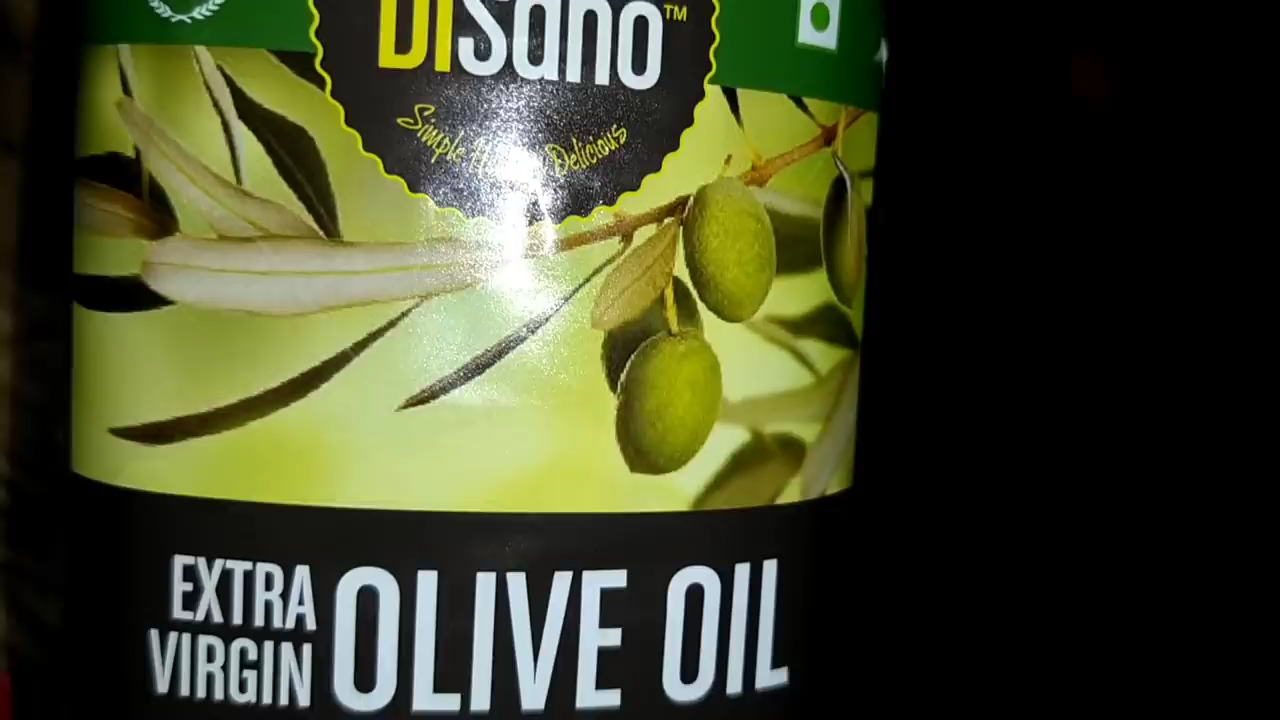 DiSano™
Simple Delicious
EXTRA
VIRGIN
OLIVE OIL